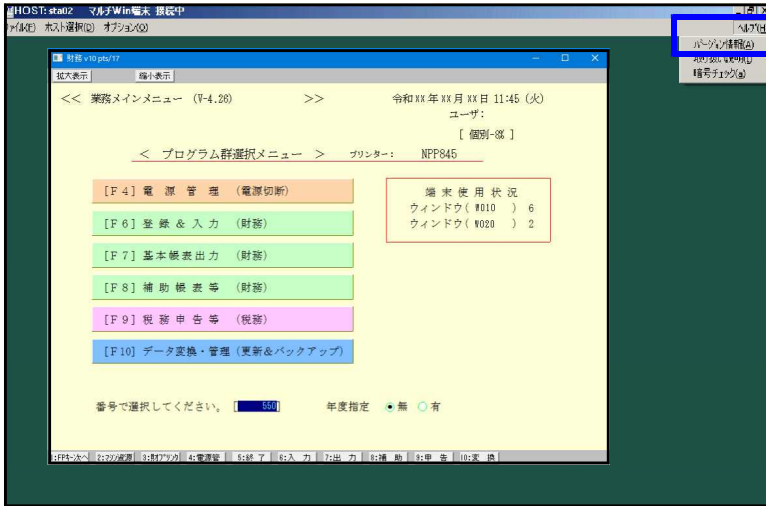 HOST: sta02 マルチWin端末 接続中
ファイル(F) ホスト選択(D) オプション(O) ヘルプ(H)
バージョン情報(A)
暗号チェック(a)
財務 v10 pts/17
拡大表示 縮小表示
<< 業務メインメニュー (V-4.26) >> 令和XX年XX月XX日 11:45 (火)
ユーザ:
[ 個別-8% ]
< プログラム群選択メニュー > プリンター: NPP845
[F 4] 電 源 管 理 (電源切断)
[F 6] 登 録 & 入 力 (財務)
[F 7] 基本帳表出力 (財務)
[F 8] 補 助 帳 表 等 (財務)
[F 9] 税 務 申 告 等 (税務)
[F10] データ変換・管理 (更新&バックアップ)
端 末 使 用 状 況
ウィンドウ( W010 ) 6
ウィンドウ( W020 ) 2
番号で選択してください。 [ 550] 年度指定 無 有
4:電源管 5:終 了 6:入 力 7:出 力 8:補 助 9:申 告 10:変 換